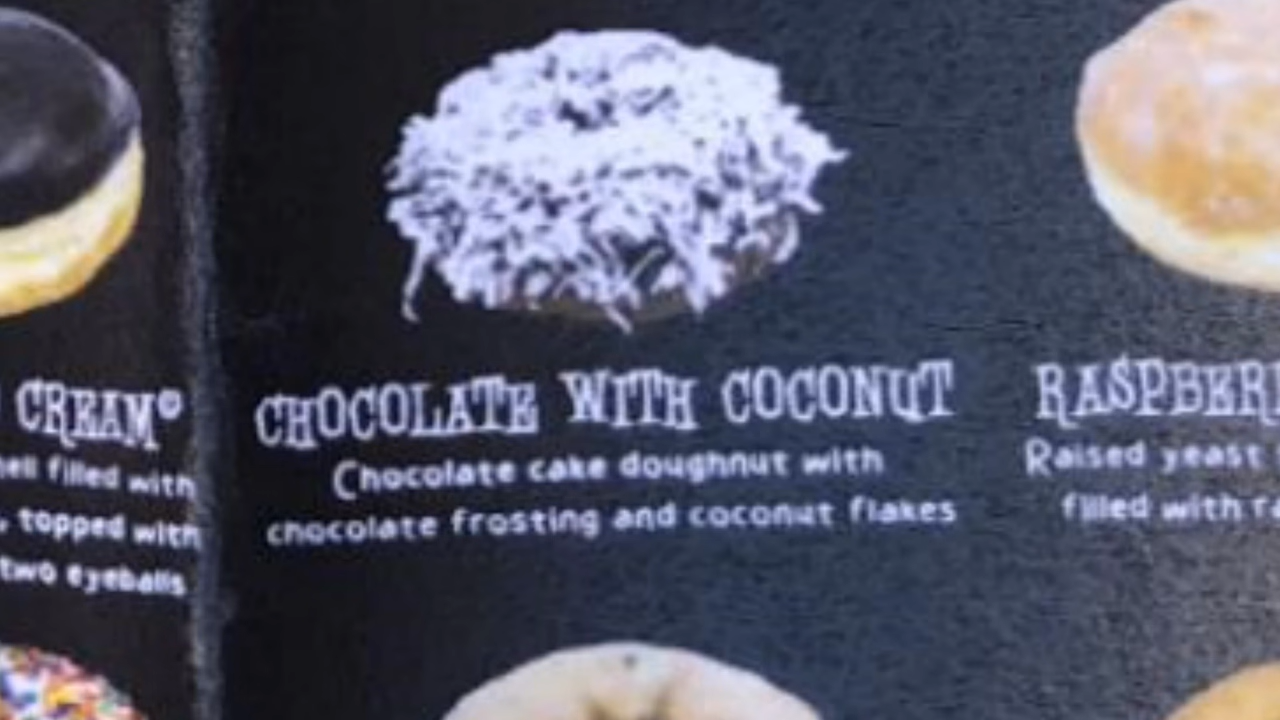 CREAM®
filled with
, topped with
two eyeballs
CHOCOLATE WITH COCONUT
Chocolate cake doughnut with
chocolate frosting and coconut flakes
Raised yeast
filled with